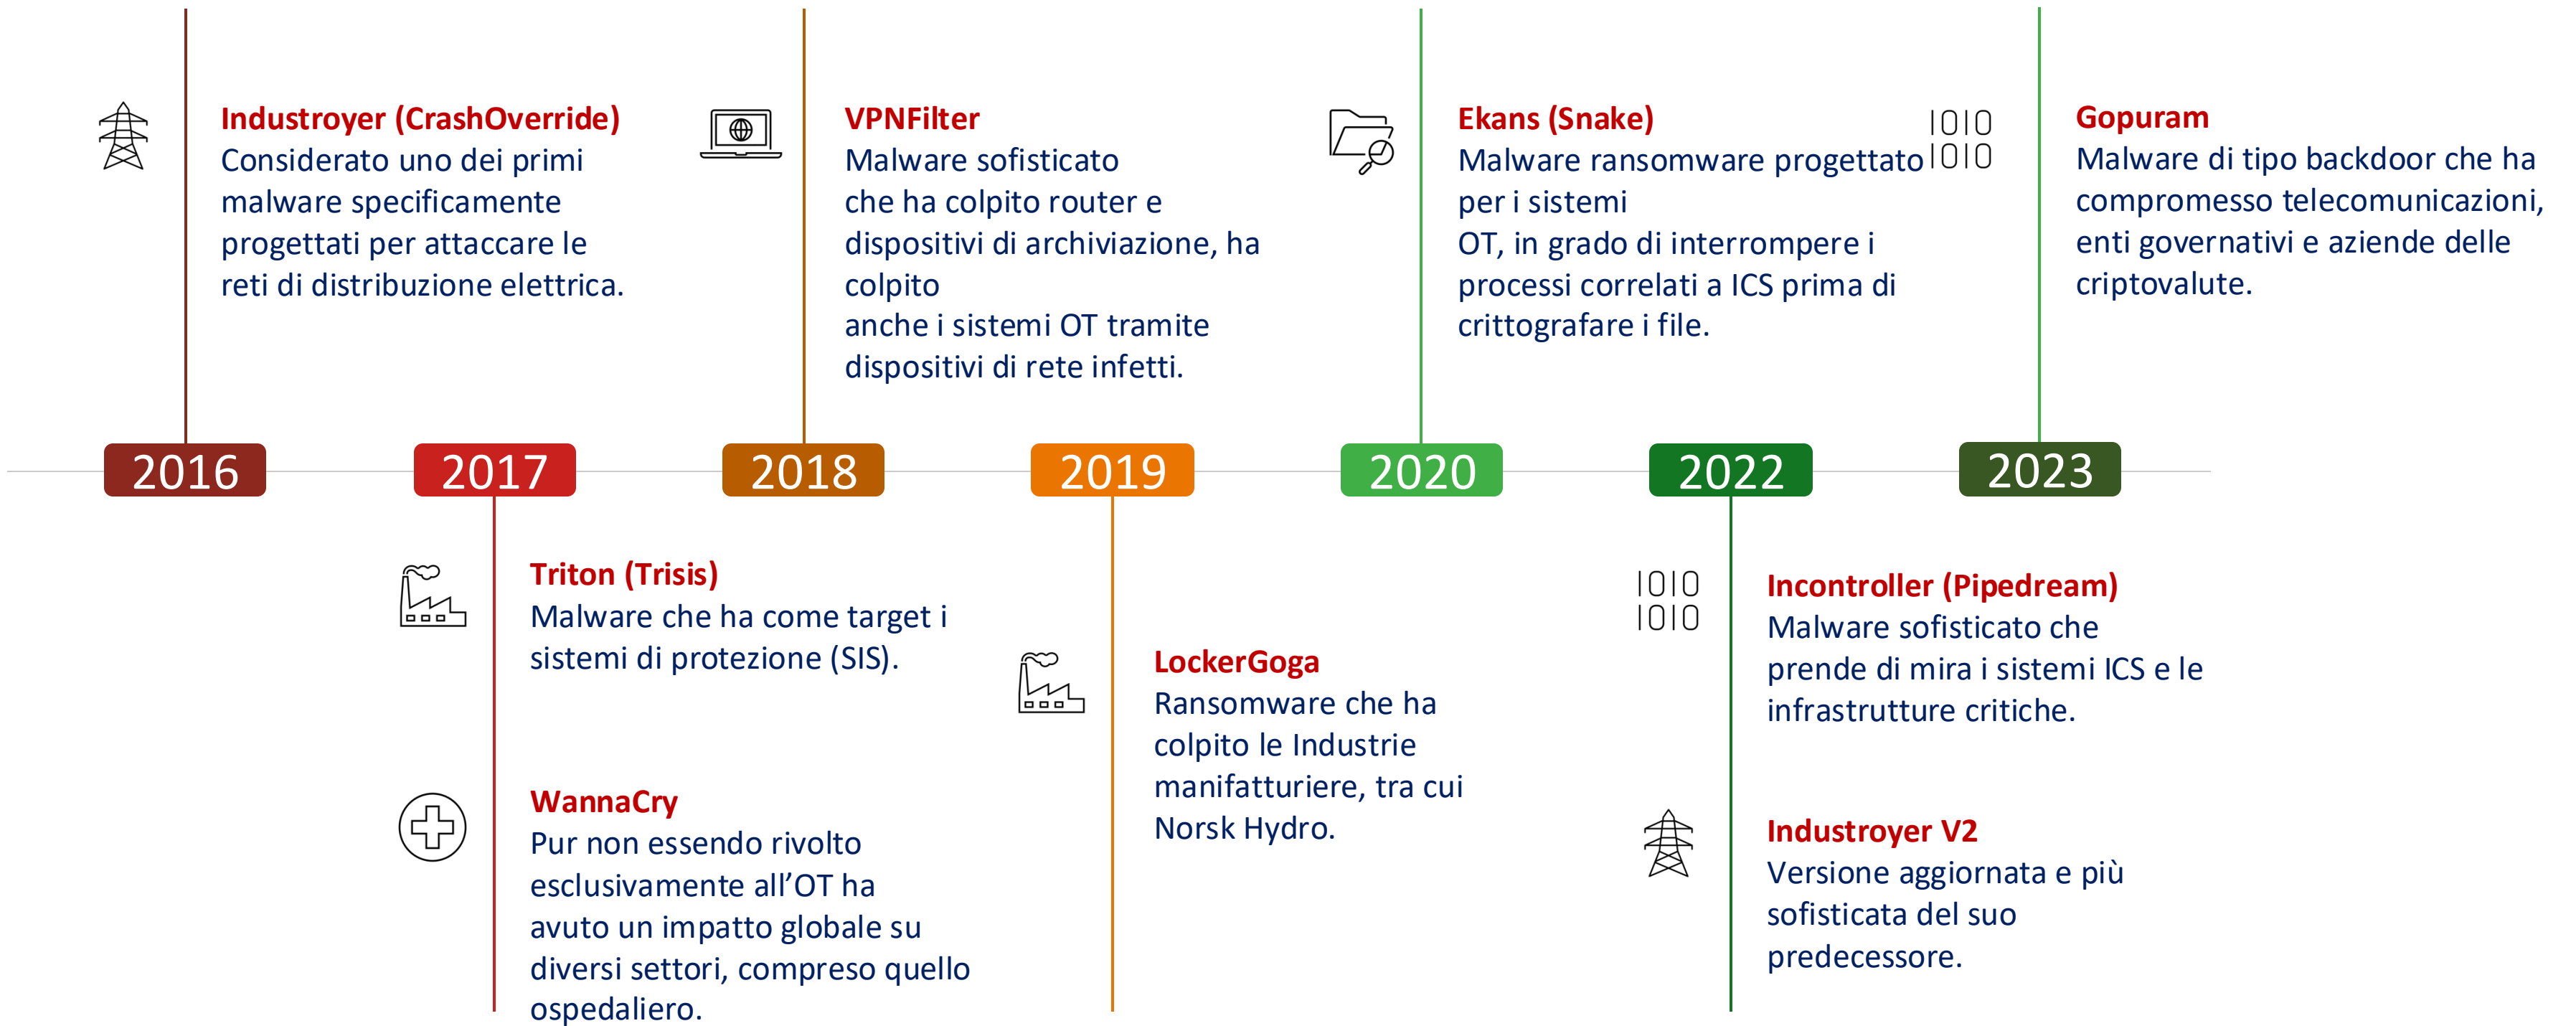 Industroyer (CrashOverride)
Considerato uno dei primi
malware specificamente
progettati per attaccare le
reti di distribuzione elettrica.
VPNFilter
Malware sofisticato
che ha colpito router e
dispositivi di archiviazione, ha
colpito
anche i sistemi OT tramite
dispositivi di rete infetti.
Ekans (Snake)
Malware ransomware progettato
per i sistemi
OT, in grado di interrompere i
processi correlati a ICS prima di
crittografare i file.
1010
1010
Gopuram
Malware di tipo backdoor che ha
compromesso telecomunicazioni,
enti governativi e aziende delle
criptovalute.
2016
2017
2018
2019
2020
2022
2023
Triton (Trisis)
Malware che ha come target i
sistemi di protezione (SIS).
WannaCry
Pur non essendo rivolto
esclusivamente all’OT ha
avuto un impatto globale su
diversi settori, compreso quello
ospedaliero.
LockerGoga
Ransomware che ha
colpito le Industrie
manifatturiere, tra cui
Norsk Hydro.
1010
1010
Incontroller (Pipedream)
Malware sofisticato che
prende di mira i sistemi ICS e le
infrastrutture critiche.
Industroyer V2
Versione aggiornata e più
sofisticata del suo
predecessore.